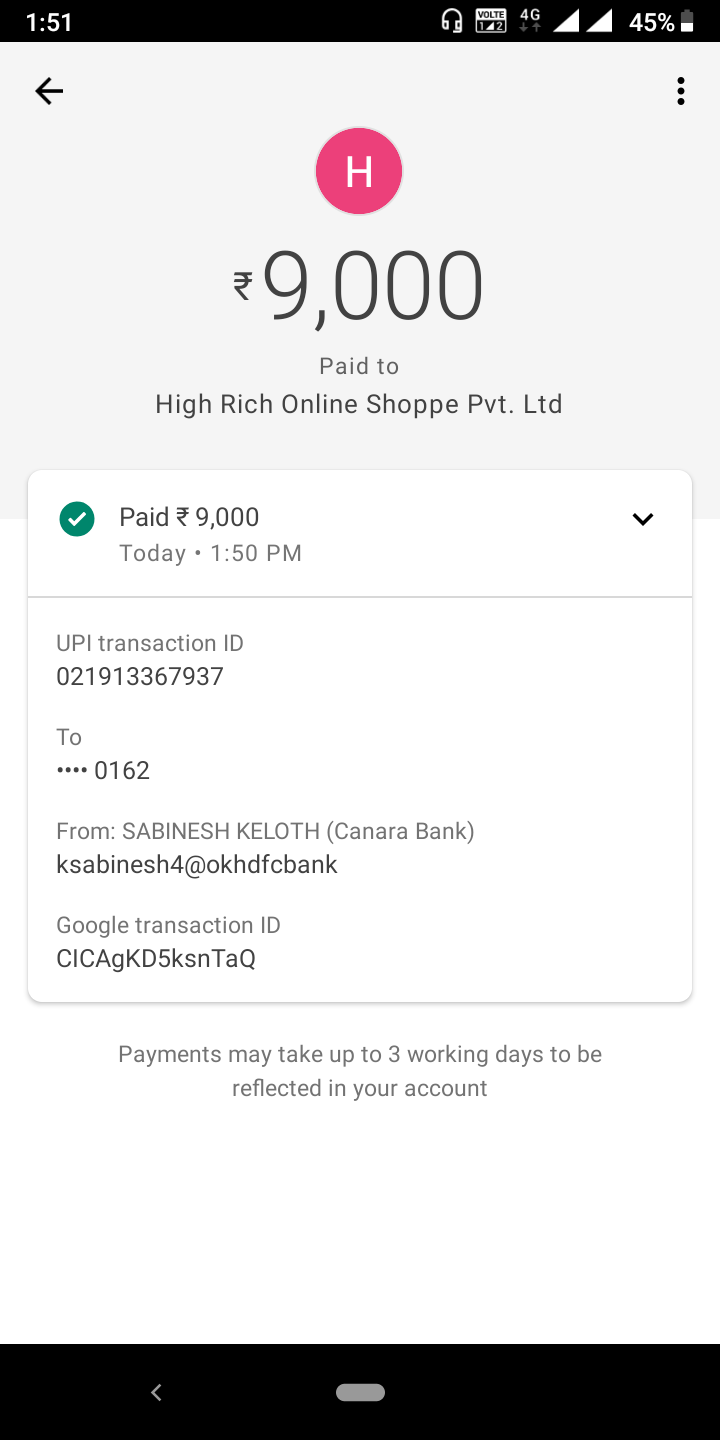 1:51
VOLTE 4G 45%
1 2
H
₹9,000
Paid to
High Rich Online Shoppe Pvt. Ltd
Paid ₹ 9,000
Today • 1:50 PM
UPI transaction ID
021913367937
To
•••• 0162
From: SABINESH KELOTH (Canara Bank)
ksabinesh4@okhdfcbank
Google transaction ID
CICAgKD5ksnTaQ
Payments may take up to 3 working days to be
reflected in your account